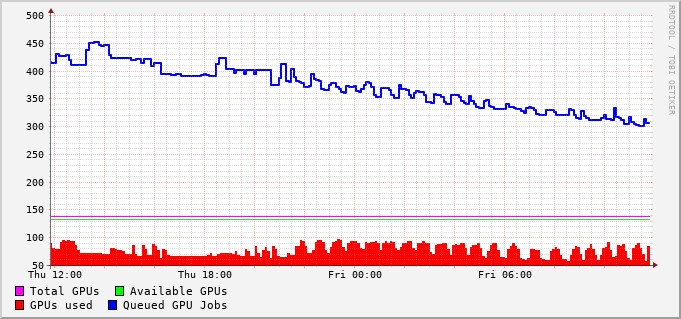 500
450
400
350
300
250
200
150
100
50
Thu 12:00 Thu 18:00 Fri 00:00 Fri 06:00
Total GPUs Available GPUs
GPUs used Queued GPU Jobs
RRDTOOL / TOBI OETIKER